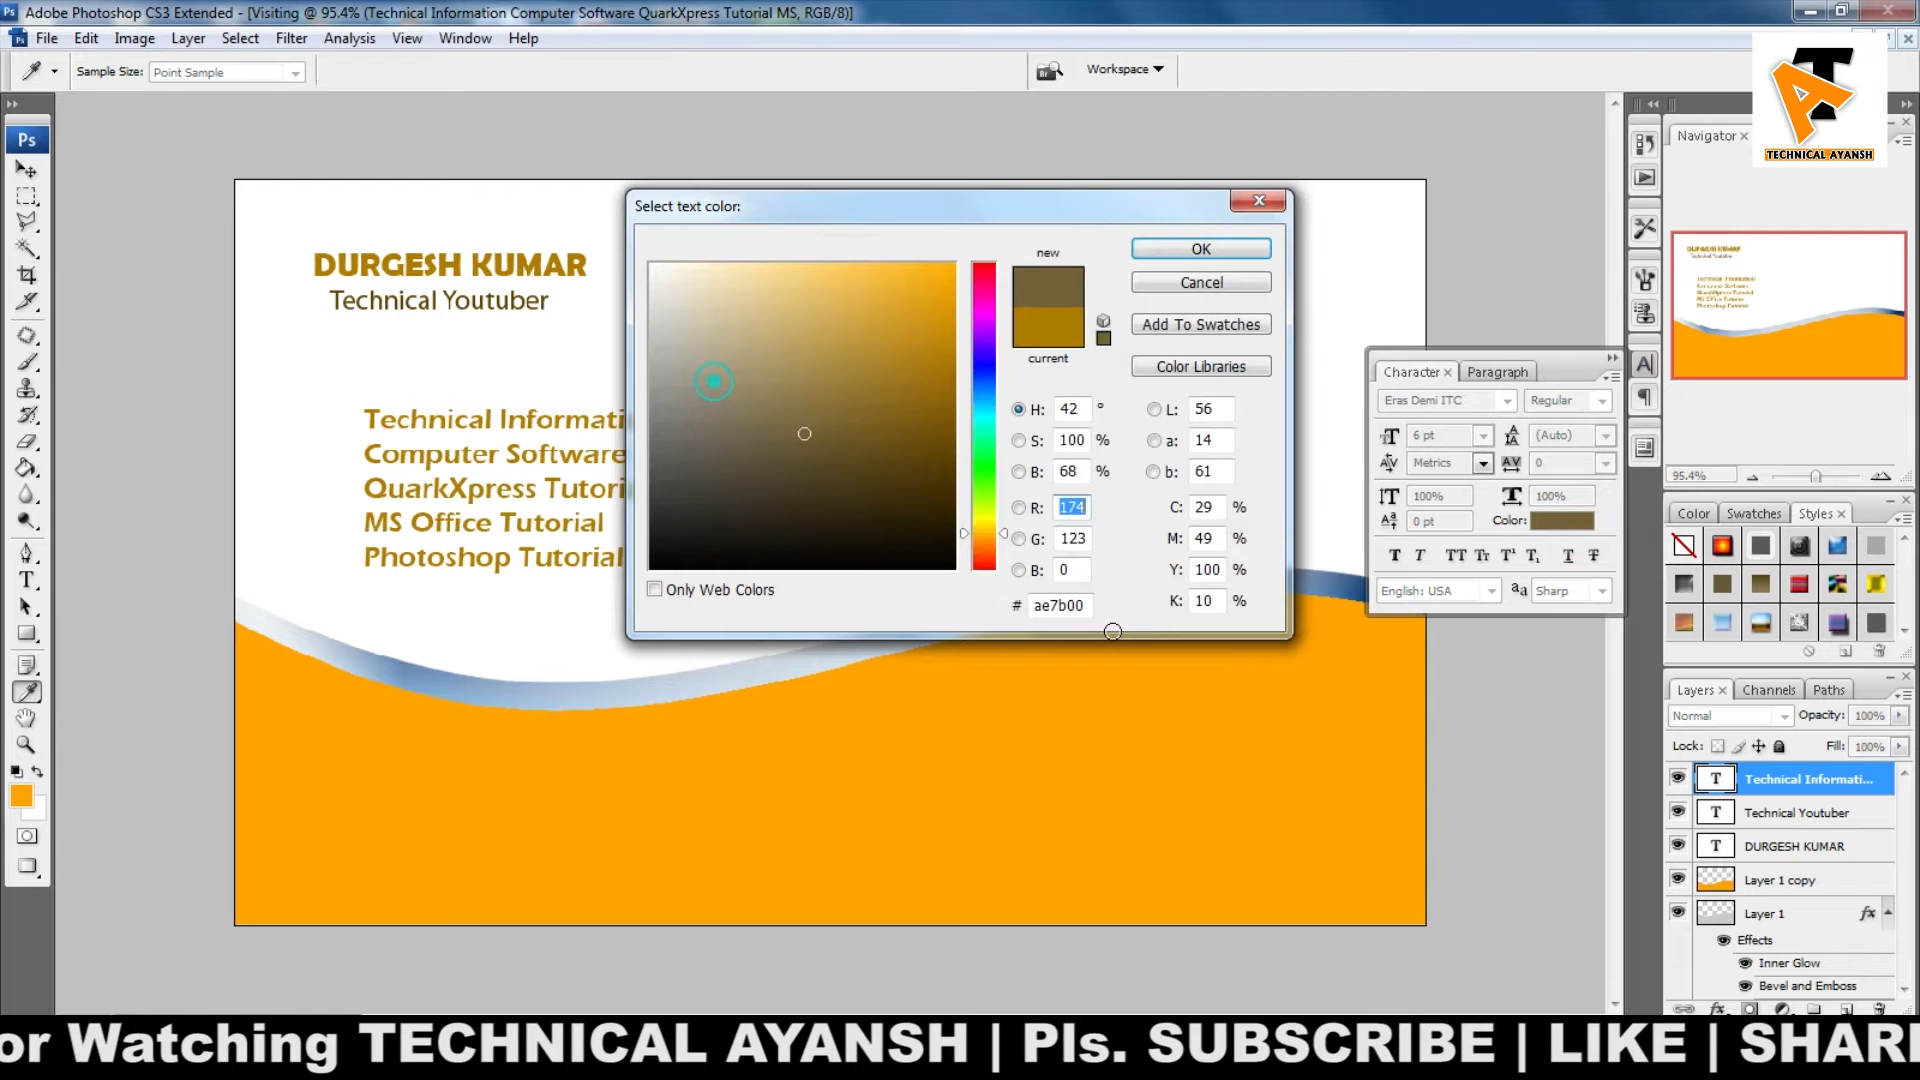 Adobe Photoshop CS3 Extended - [Visiting @ 95.4% (Technical Information Computer Software QuarkXpress Tutorial MS, RGB/8)]
File Edit Image Layer Select Filter Analysis View Window Help
Sample Size: Point Sample
Workspace
TECHNICAL AYANSH
Ps
Navigator
DURGESH KUMAR
Technical Youtuber
Technical Informati
Computer Software
QuarkXpress Tutori
MS Office Tutorial
Photoshop Tutorial
Select text color:
new
current
OK
Cancel
Add To Swatches
Color Libraries
H: 42 °
S: 100 %
B: 68 %
R: 174
G: 123
B: 0
# ae7b00
L: 56
a: 14
b: 61
C: 29 %
M: 49 %
Y: 100 %
K: 10 %
Only Web Colors
Character Paragraph
Eras Demi ITC Regular
6 pt (Auto)
Metrics 0
100% 100%
0 pt Color:
English: USA Sharp
95.4%
Color Swatches Styles
Layers Channels Paths
Normal Opacity: 100%
Lock: Fill: 100%
Technical Informati...
Technical Youtuber
DURGESH KUMAR
Layer 1 copy
Layer 1 fx
Effects
Inner Glow
Bevel and Emboss
or Watching TECHNICAL AYANSH | Pls. SUBSCRIBE | LIKE | SHAR